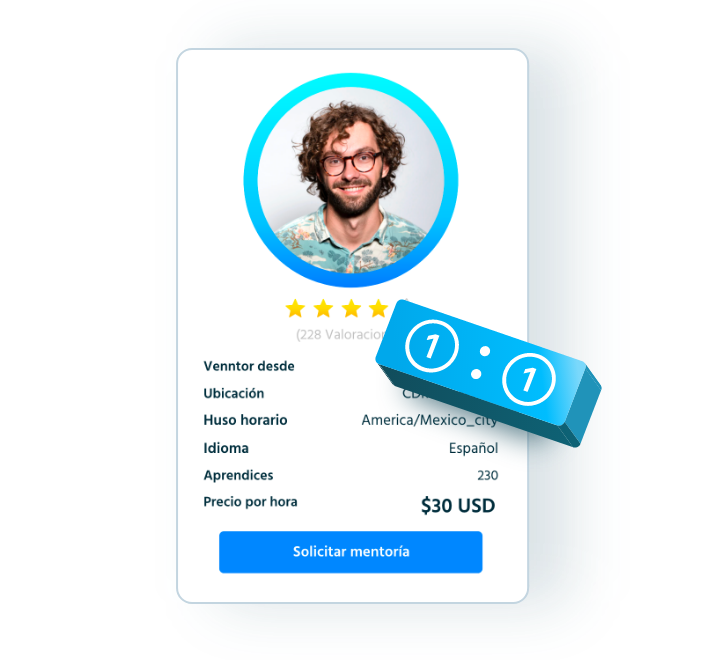 (228
Venntor desde
Ubicación
Huso horario America/Mexico_city
Idioma Español
Aprendices 230
Precio por hora $30 USD
Solicitar mentoría
1 : 1